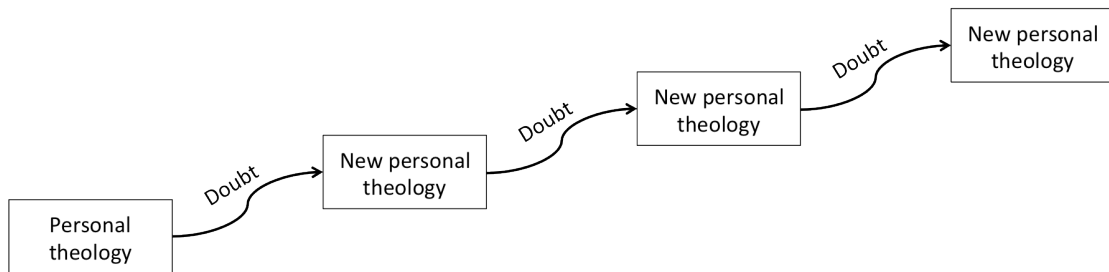 Personal
theology
Doubt
New personal
theology
Doubt
New personal
theology
Doubt
New personal
theology